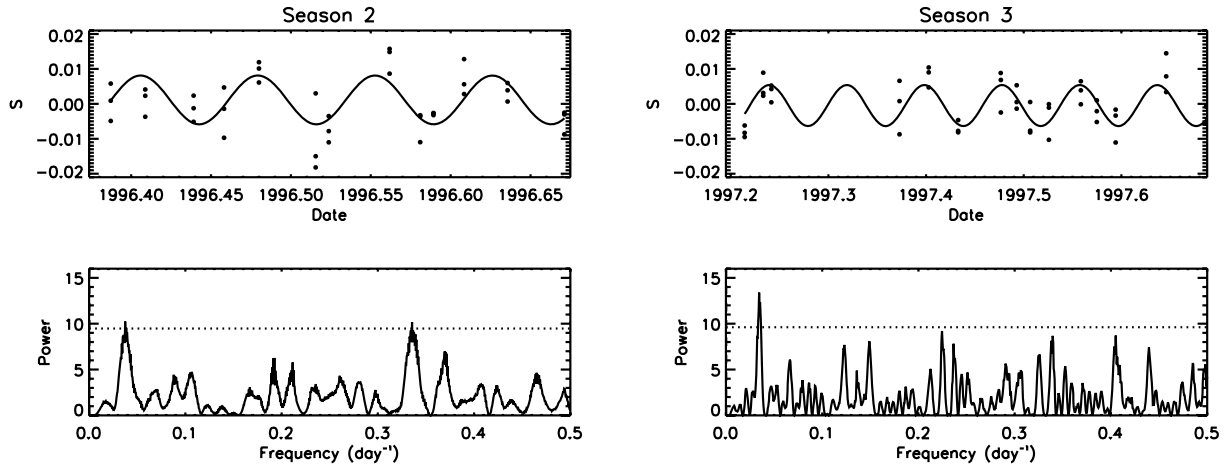 Season 2
0.02
0.01
0.00
−0.01
−0.02
S
1996.40 1996.45 1996.50 1996.55 1996.60 1996.65
Date
Season 3
0.02
0.01
0.00
−0.01
−0.02
S
1997.2 1997.3 1997.4 1997.5 1997.6
Date
15
10
5
0
Power
0.0 0.1 0.2 0.3 0.4 0.5
Frequency (day⁻¹)
15
10
5
0
Power
0.0 0.1 0.2 0.3 0.4 0.5
Frequency (day⁻¹)